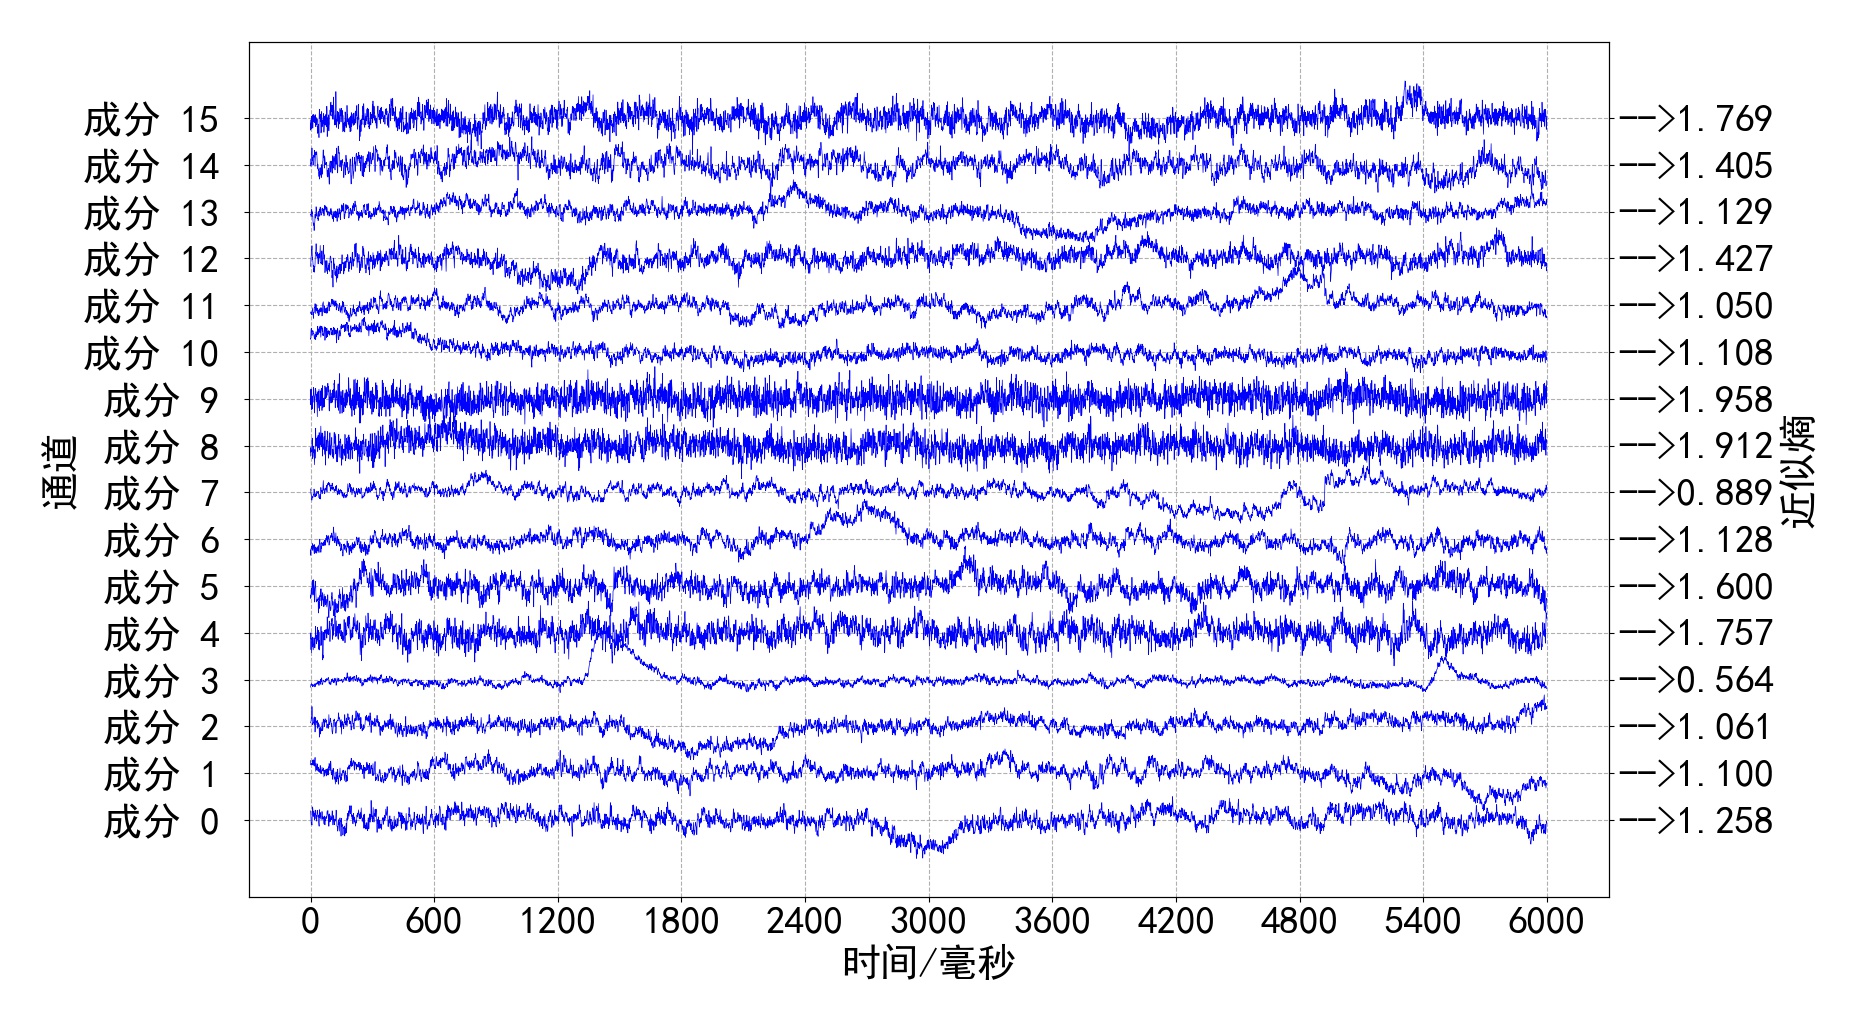 成分 15 -->1.769
成分 14 -->1.405
成分 13 -->1.129
成分 12 -->1.427
成分 11 -->1.050
成分 10 -->1.108
成分 9 -->1.958
成分 8 -->1.912
成分 7 -->0.889
成分 6 -->1.128
成分 5 -->1.600
成分 4 -->1.757
成分 3 -->0.564
成分 2 -->1.061
成分 1 -->1.100
成分 0 -->1.258
通道
近似熵
0 600 1200 1800 2400 3000 3600 4200 4800 5400 6000
时间/毫秒